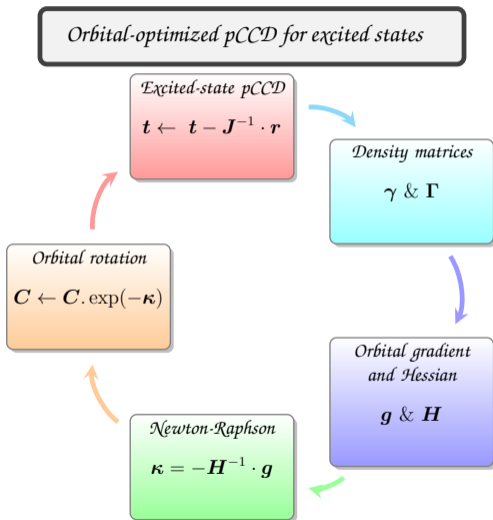 Orbital-optimized pCCD for excited states
Excited-state pCCD
t ← t − J⁻¹ · r
Density matrices
γ & Γ
Orbital gradient
and Hessian
g & H
Newton-Raphson
κ = −H⁻¹ · g
Orbital rotation
C ← C. exp(−κ)